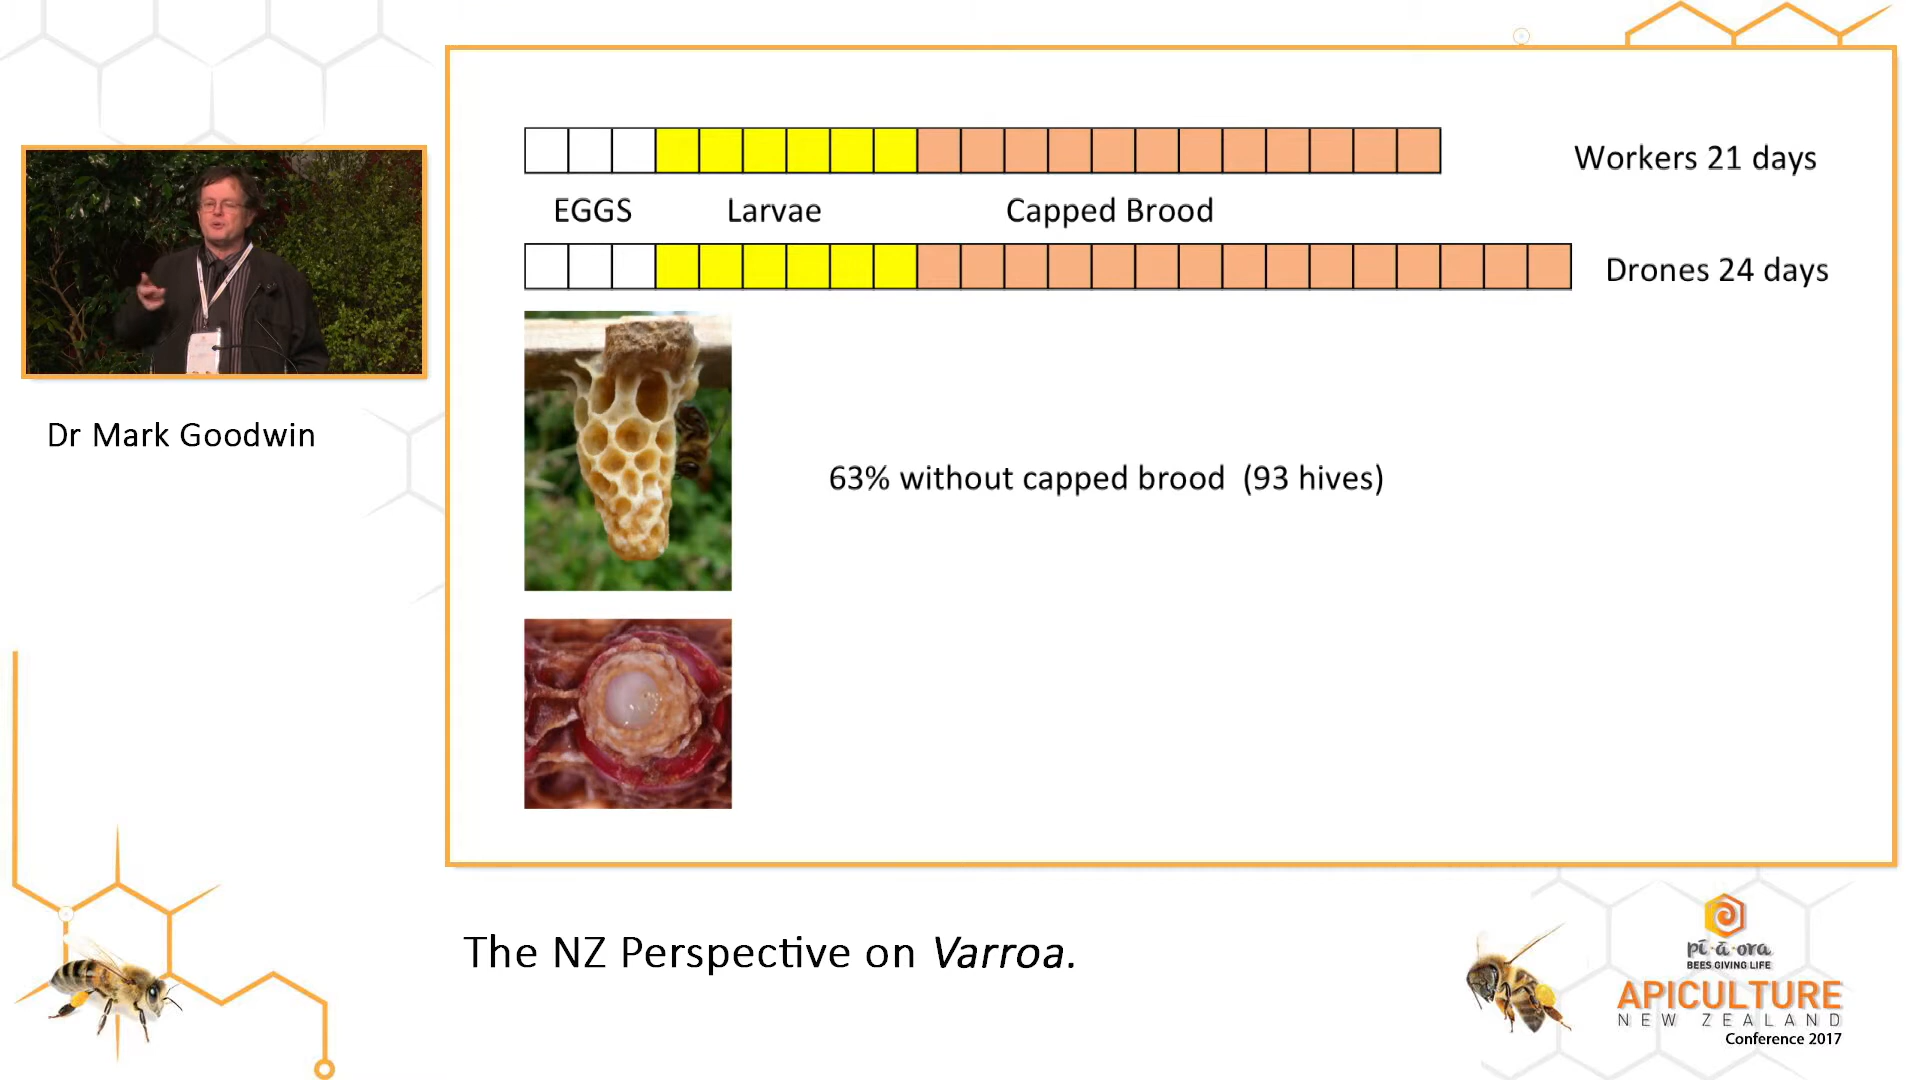 Workers 21 days
EGGS
Larvae
Capped Brood
Drones 24 days
Dr Mark Goodwin
63% without capped brood (93 hives)
The NZ Perspective on Varroa.
pī·ā·ora
BEES GIVING LIFE
APICULTURE
NEW ZEALAND
Conference 2017